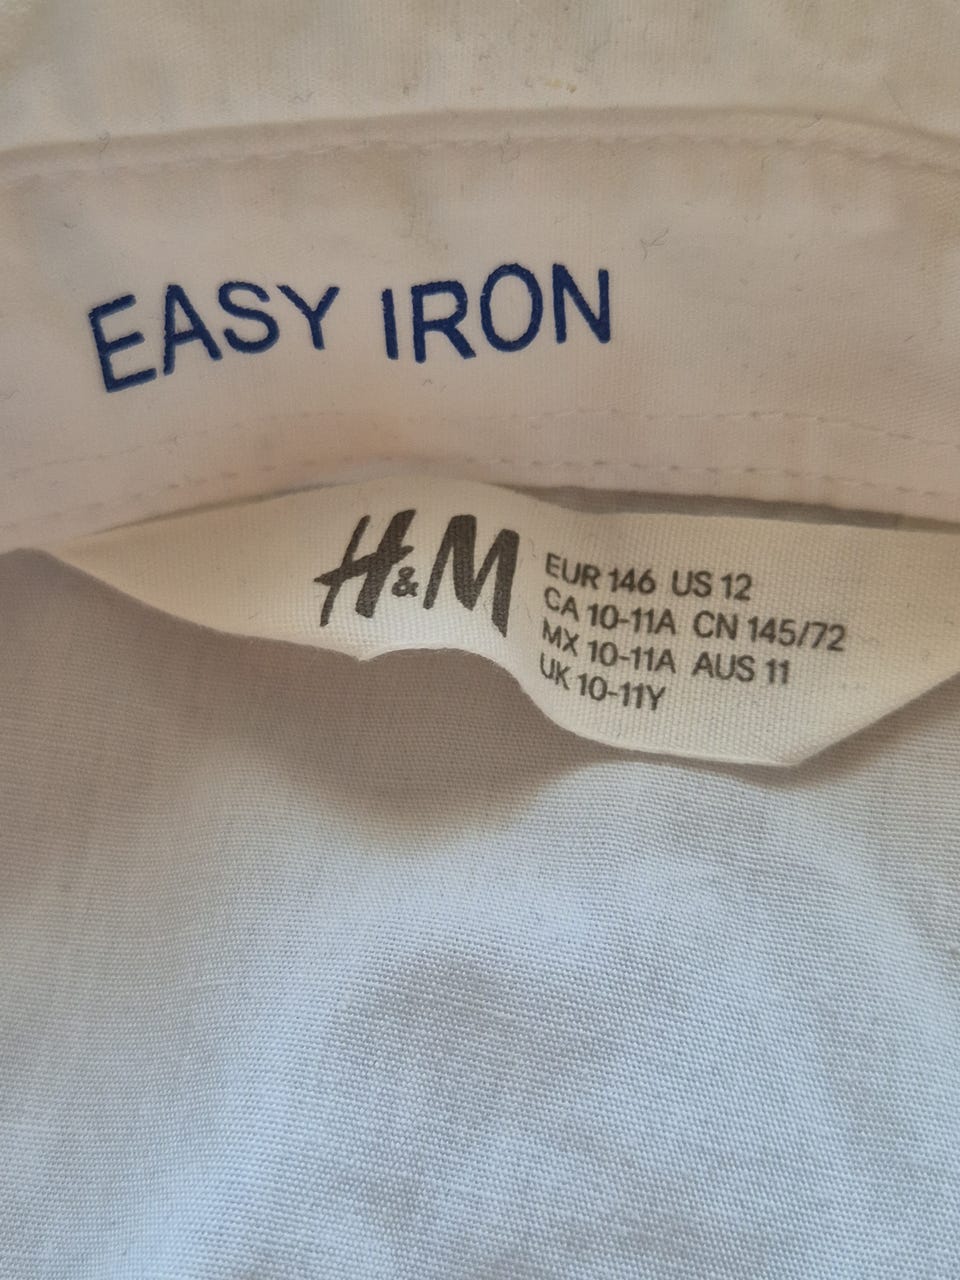 EASY IRON
H&M
EUR 146 US 12
CA 10-11A CN 145/72
MX 10-11A AUS 11
UK 10-11Y